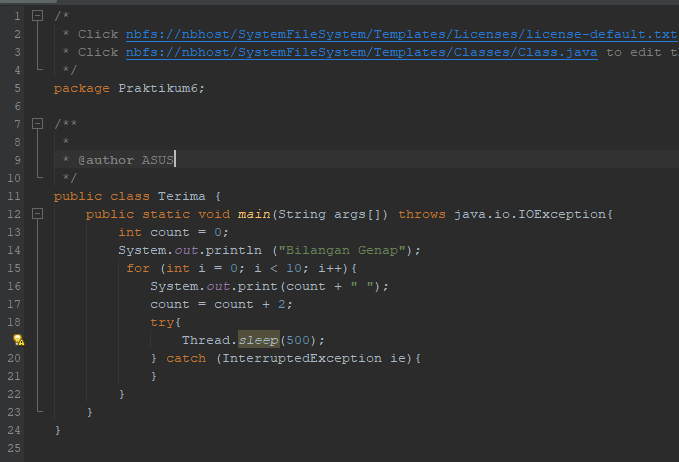 1 /*
2 * Click nbfs://nbhost/SystemFileSystem/Templates/Licenses/license-default.txt
3 * Click nbfs://nbhost/SystemFileSystem/Templates/Classes/Class.java to edit
4 */
5 package Praktikum6;
6
7 /**
8 *
9 * @author ASUS
10 */
11 public class Terima {
12 public static void main(String args[]) throws java.io.IOException{
13 int count = 0;
14 System.out.println ("Bilangan Genap");
15 for (int i = 0; i < 10; i++){
16 System.out.print(count + " ");
17 count = count + 2;
18 try{
Thread.sleep(500);
20 } catch (InterruptedException ie){
21 }
22 }
23 }
24 }
25